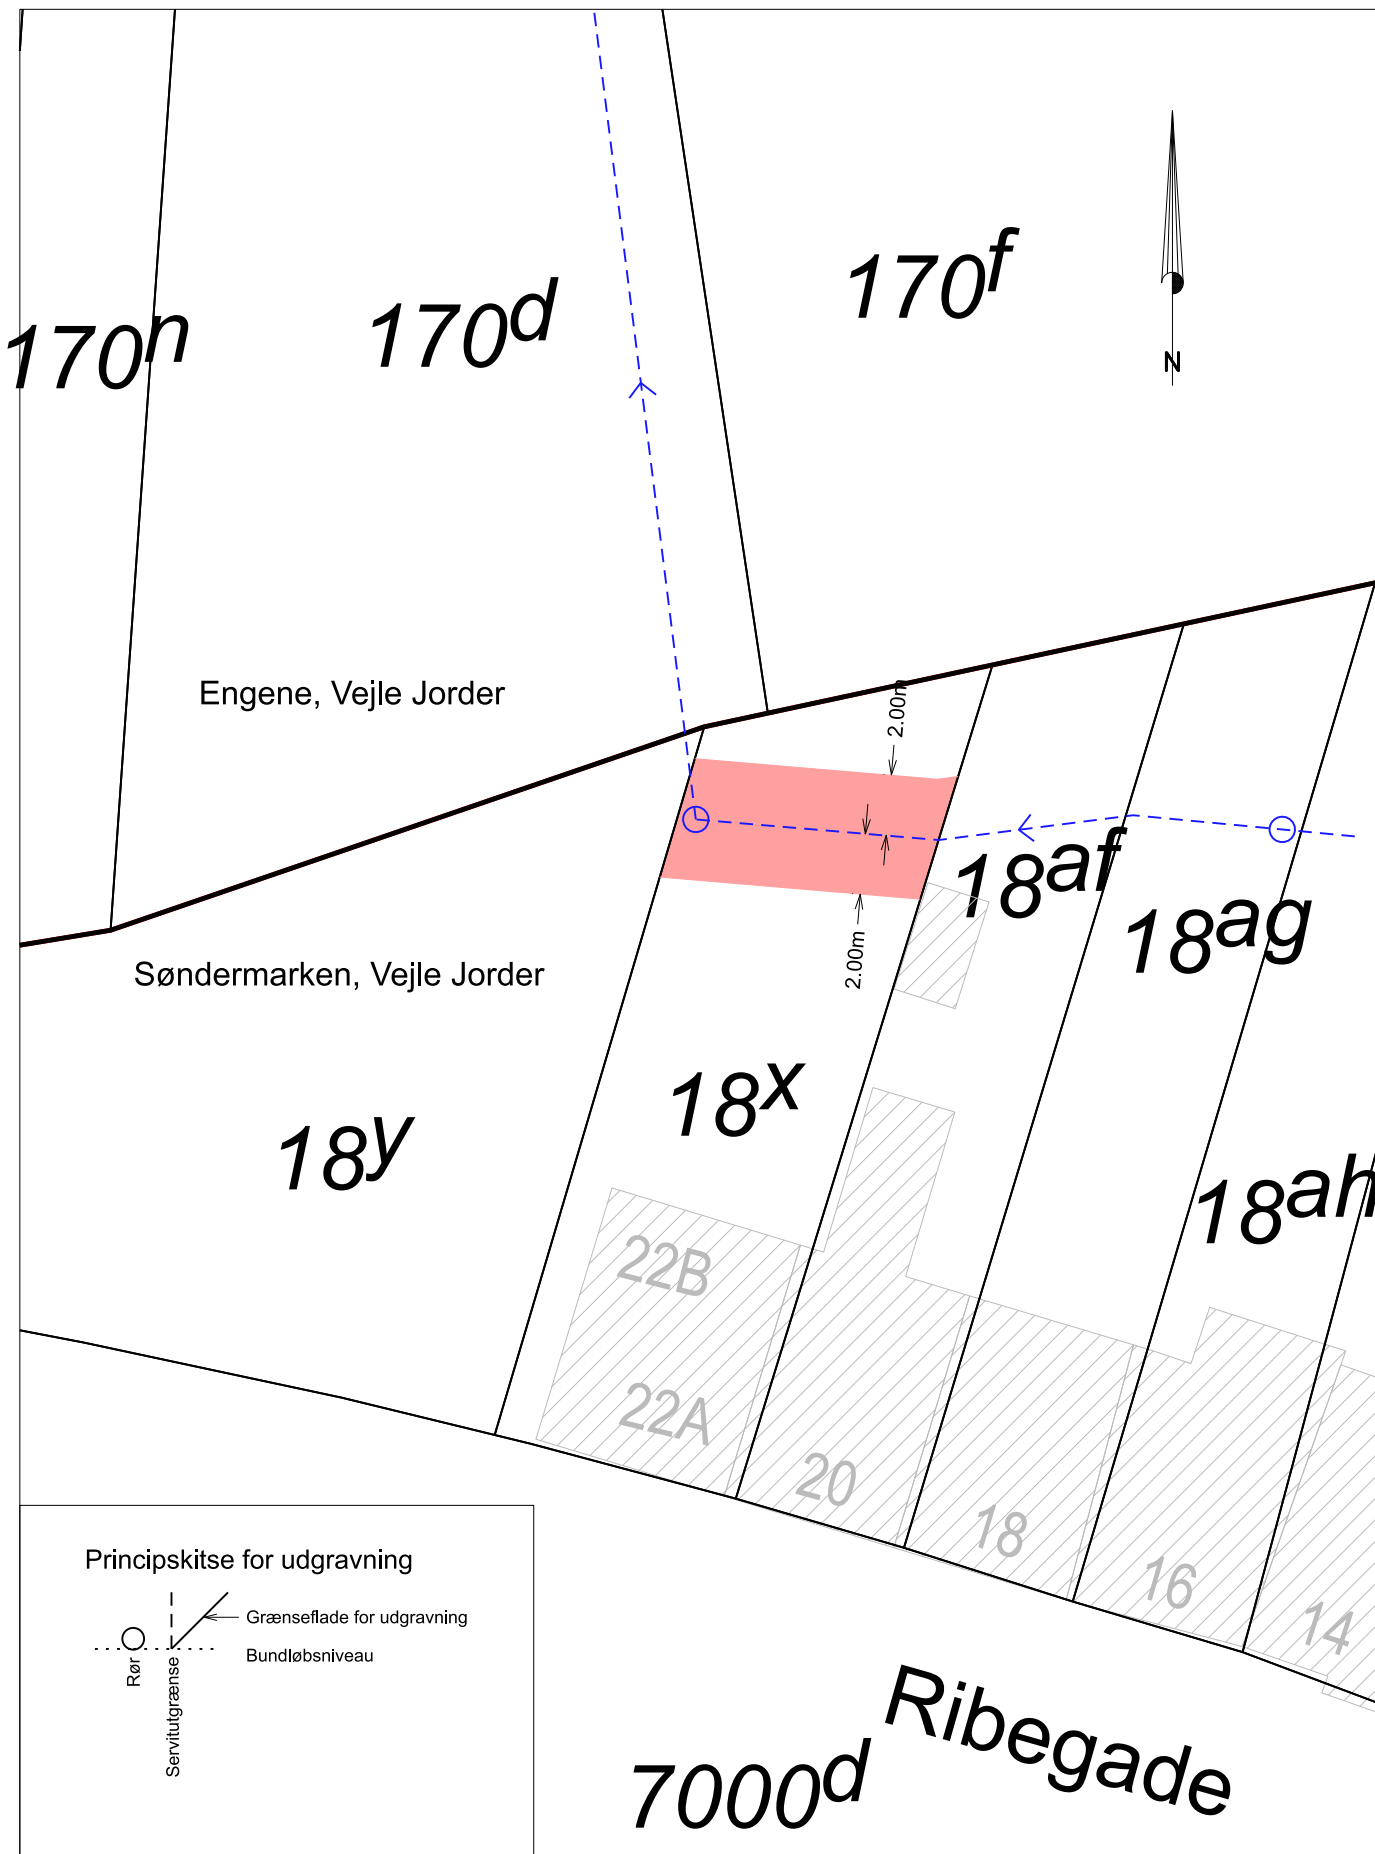 170f
170d
170n
N
Engene, Vejle Jorder
2.00m
18af
18ag
2.00m
Søndermarken, Vejle Jorder
18x
18y
18ah
22B
22A
20
18
16
14
Principskitse for udgravning
Grænseflade for udgravning
Bundløbsniveau
Rør
Servitutgrænse
Ribegade
7000d